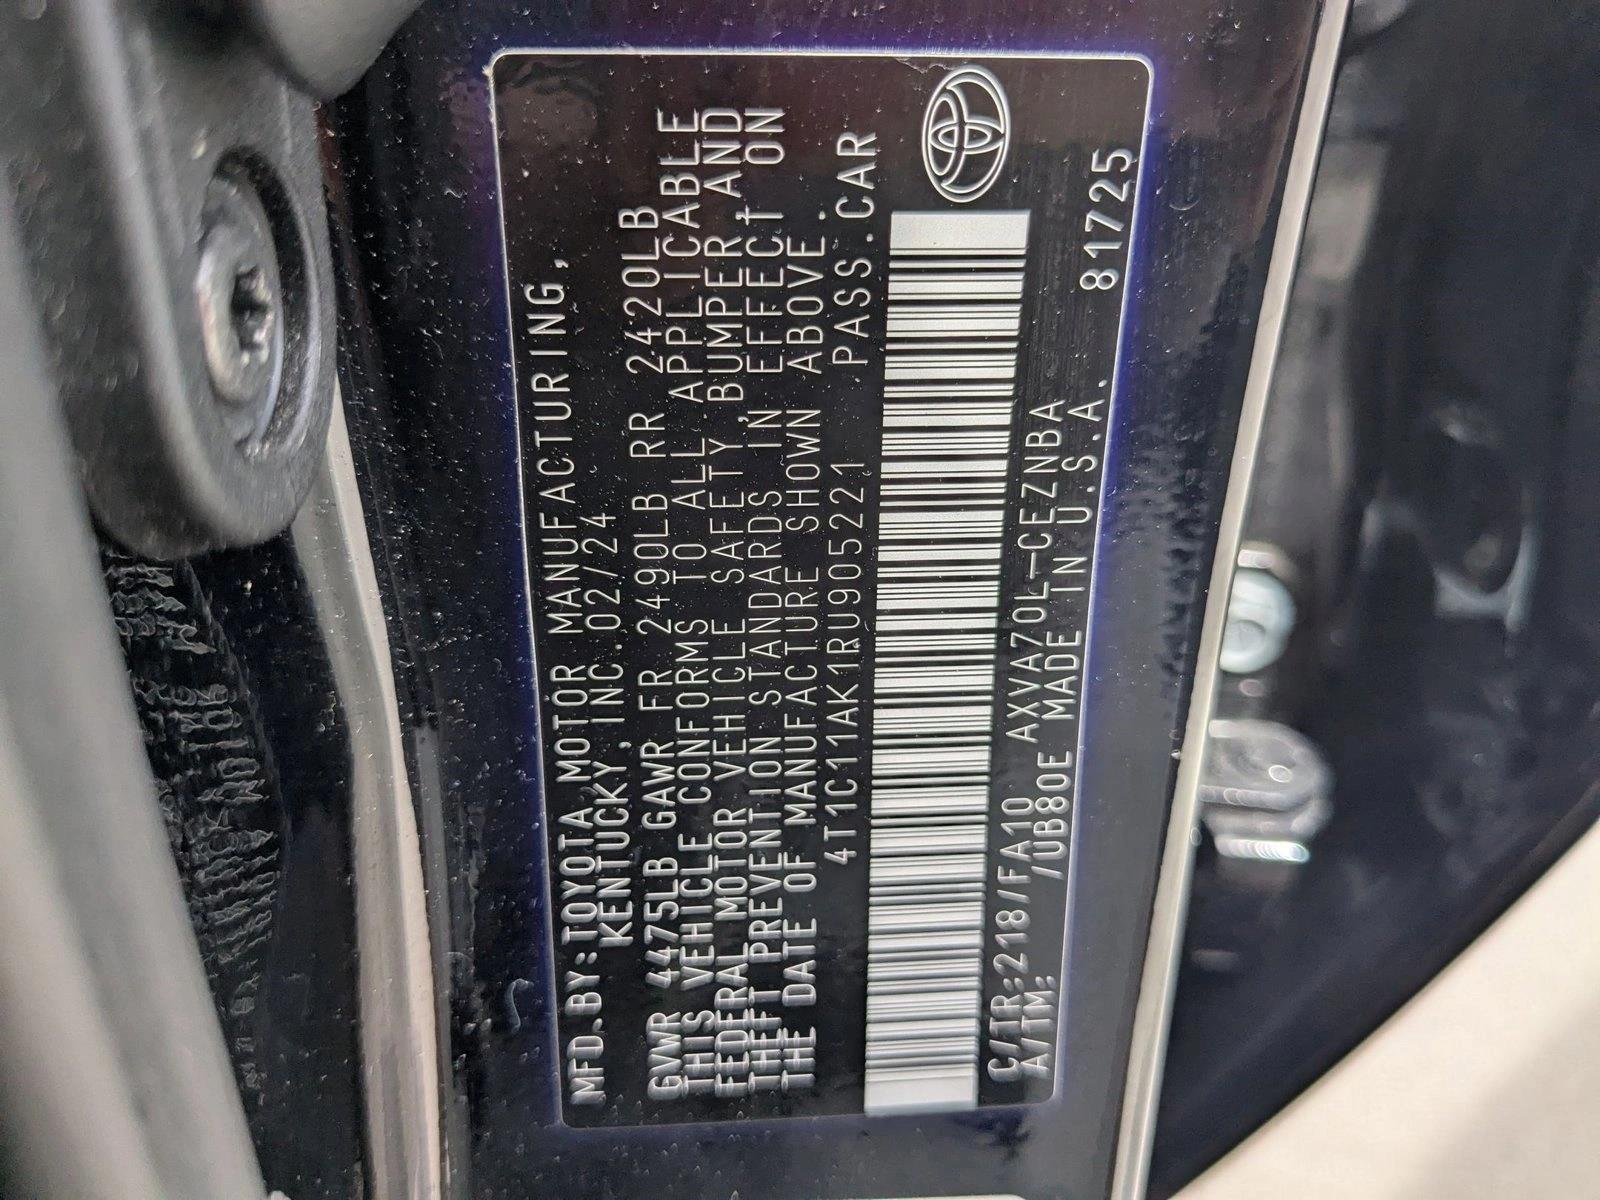 MFD.BY:TOYOTA MOTOR MANUFACTURING,
KENTUCKY,INC.02/24
GVWR 4475LB GAWR FR 2490LB RR 2420LB
THIS VEHICLE CONFORMS TO ALL APPLICABLE
FEDERAL MOTOR VEHICLE SAFETY,BUMPER AND
THEFT PREVENTION STANDARDS IN EFFECT ON
THE DATE OF MANUFACTURE SHOWN ABOVE.
4T1C11AK1RU905221 PASS.CAR
C/TR:218/FA10 AXVA70L-CEZNBA
A/TM: /UB80E MADE IN U.S.A. 81725